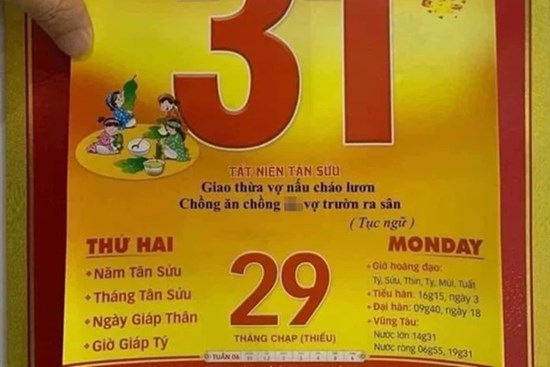 31
TẤT NIÊN TÂN SỬU
Giao thừa vợ nấu cháo lươn
Chồng ăn chồng vợ trườn ra sân
( Tục ngữ )
THỨ HAI
• Năm Tân Sửu
• Tháng Tân Sửu
• Ngày Giáp Thân
• Giờ Giáp Tý
29
THÁNG CHẠP (THIẾU)
TUẦN 06
MONDAY
• Giờ hoàng đạo:
Tý, Sửu, Thìn, Tỵ, Mùi, Tuất
• Tiểu hàn: 16g15, ngày 3
• Đại hàn: 09g40, ngày 18
• Vũng Tàu:
Nước lớn 14g31
Nước ròng 06g55, 19g31